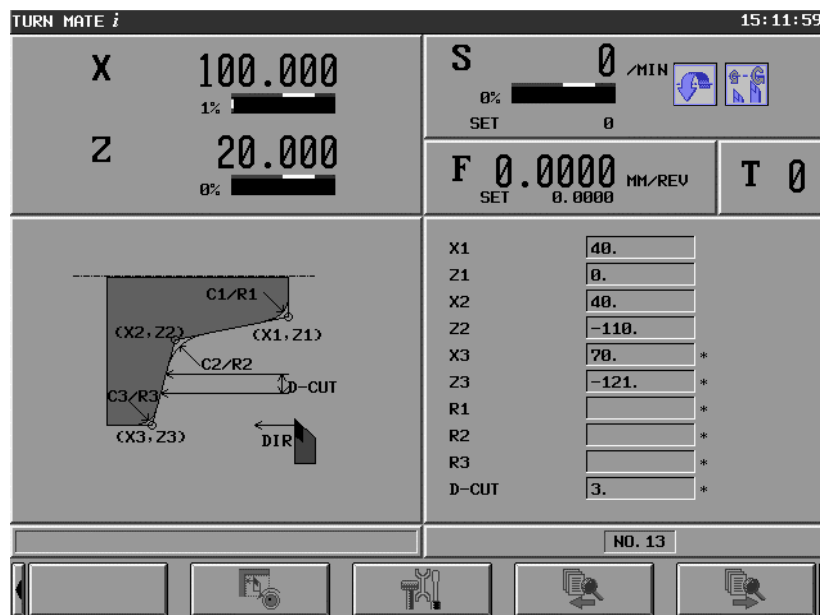 TURN MATE i 15:11:59
X 100.000
1%
Z 20.000
0%
S 0 /MIN
0%
SET 0
F 0.0000 MM/REV
SET 0.0000
T 0
C1/R1
(X2,Z2)
(X1,Z1)
C2/R2
D-CUT
C3/R3
(X3,Z3)
DIR
X1 40.
Z1 0.
X2 40.
Z2 -110.
X3 70. *
Z3 -121. *
R1 *
R2 *
R3 *
D-CUT 3. *
NO.13